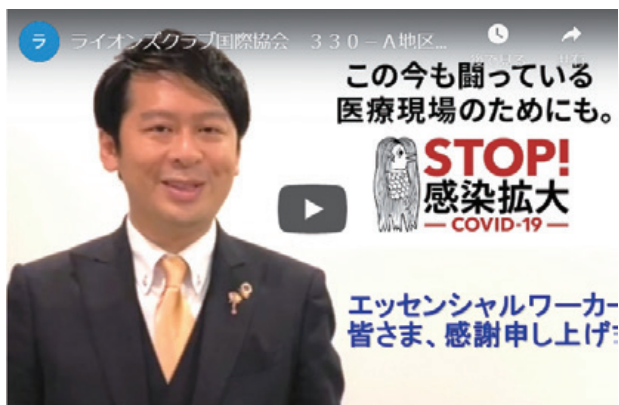 ラ ライオンズクラブ国際協会 330-A地区...
この今も闘っている
医療現場のためにも。
STOP!
感染拡大
COVID-19
エッセンシャルワーカー
皆さま、感謝申し上げま